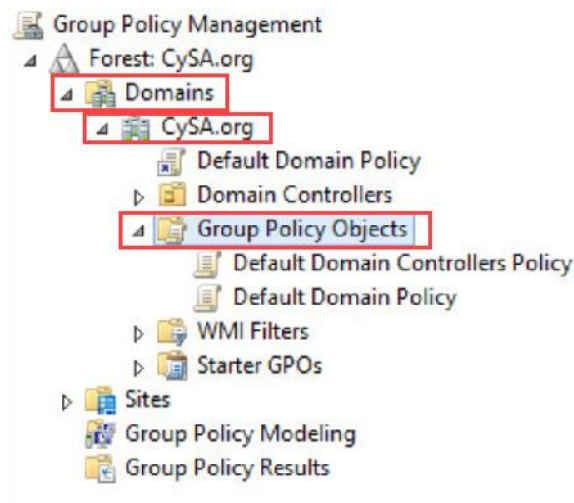 Group Policy Management
Forest: CySA.org
Domains
CySA.org
Default Domain Policy
Domain Controllers
Group Policy Objects
Default Domain Controllers Policy
Default Domain Policy
WMI Filters
Starter GPOs
Sites
Group Policy Modeling
Group Policy Results